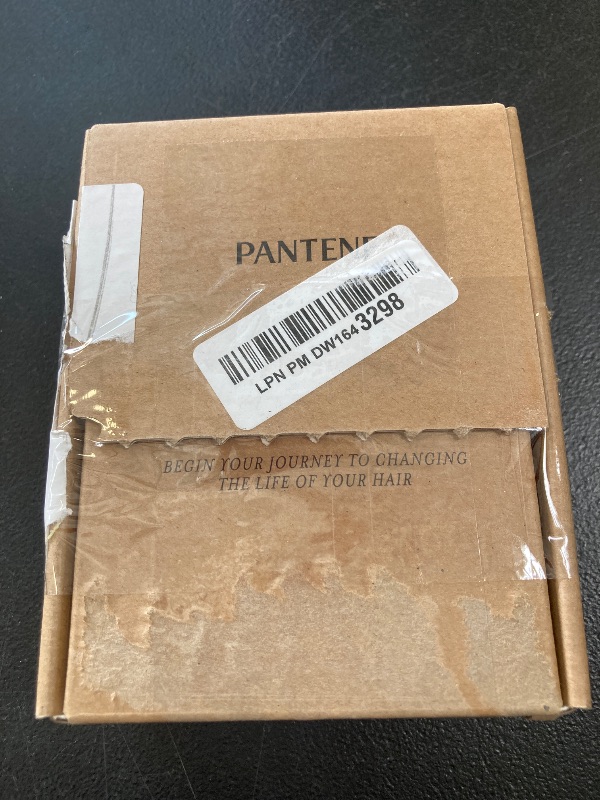 PANTENE
LPN PM DW1643298
BEGIN YOUR JOURNEY TO CHANGING
THE LIFE OF YOUR HAIR